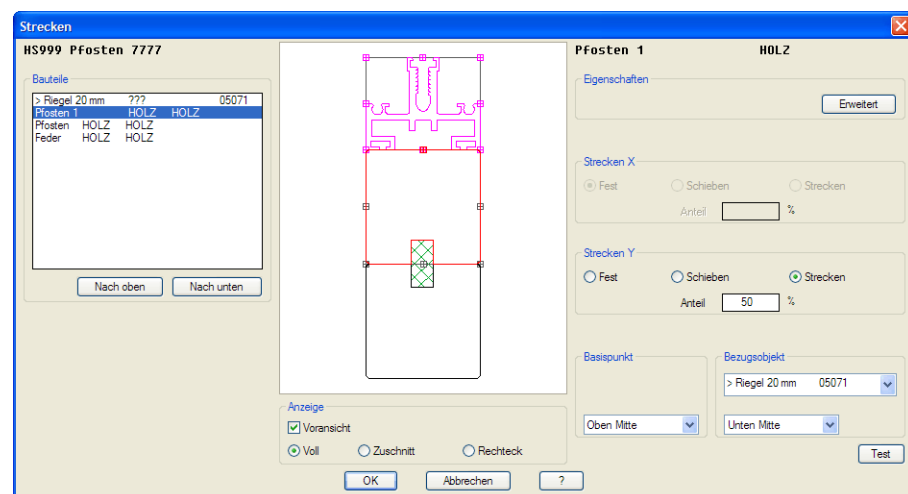 Strecken
HS999 Pfosten 7777
Bauteile
> Riegel 20 mm ??? 05071
Pfosten 1 HOLZ HOLZ
Pfosten HOLZ HOLZ
Feder HOLZ HOLZ
Nach oben Nach unten
Anzeige
Voransicht
Voll Zuschnitt Rechteck
OK Abbrechen ?
Pfosten 1 HOLZ
Eigenschaften
Erweitert
Strecken X
Fest Schieben Strecken
Anteil %
Strecken Y
Fest Schieben Strecken
Anteil 50 %
Basispunkt
Oben Mitte
Bezugsobjekt
> Riegel 20 mm 05071
Unten Mitte
Test